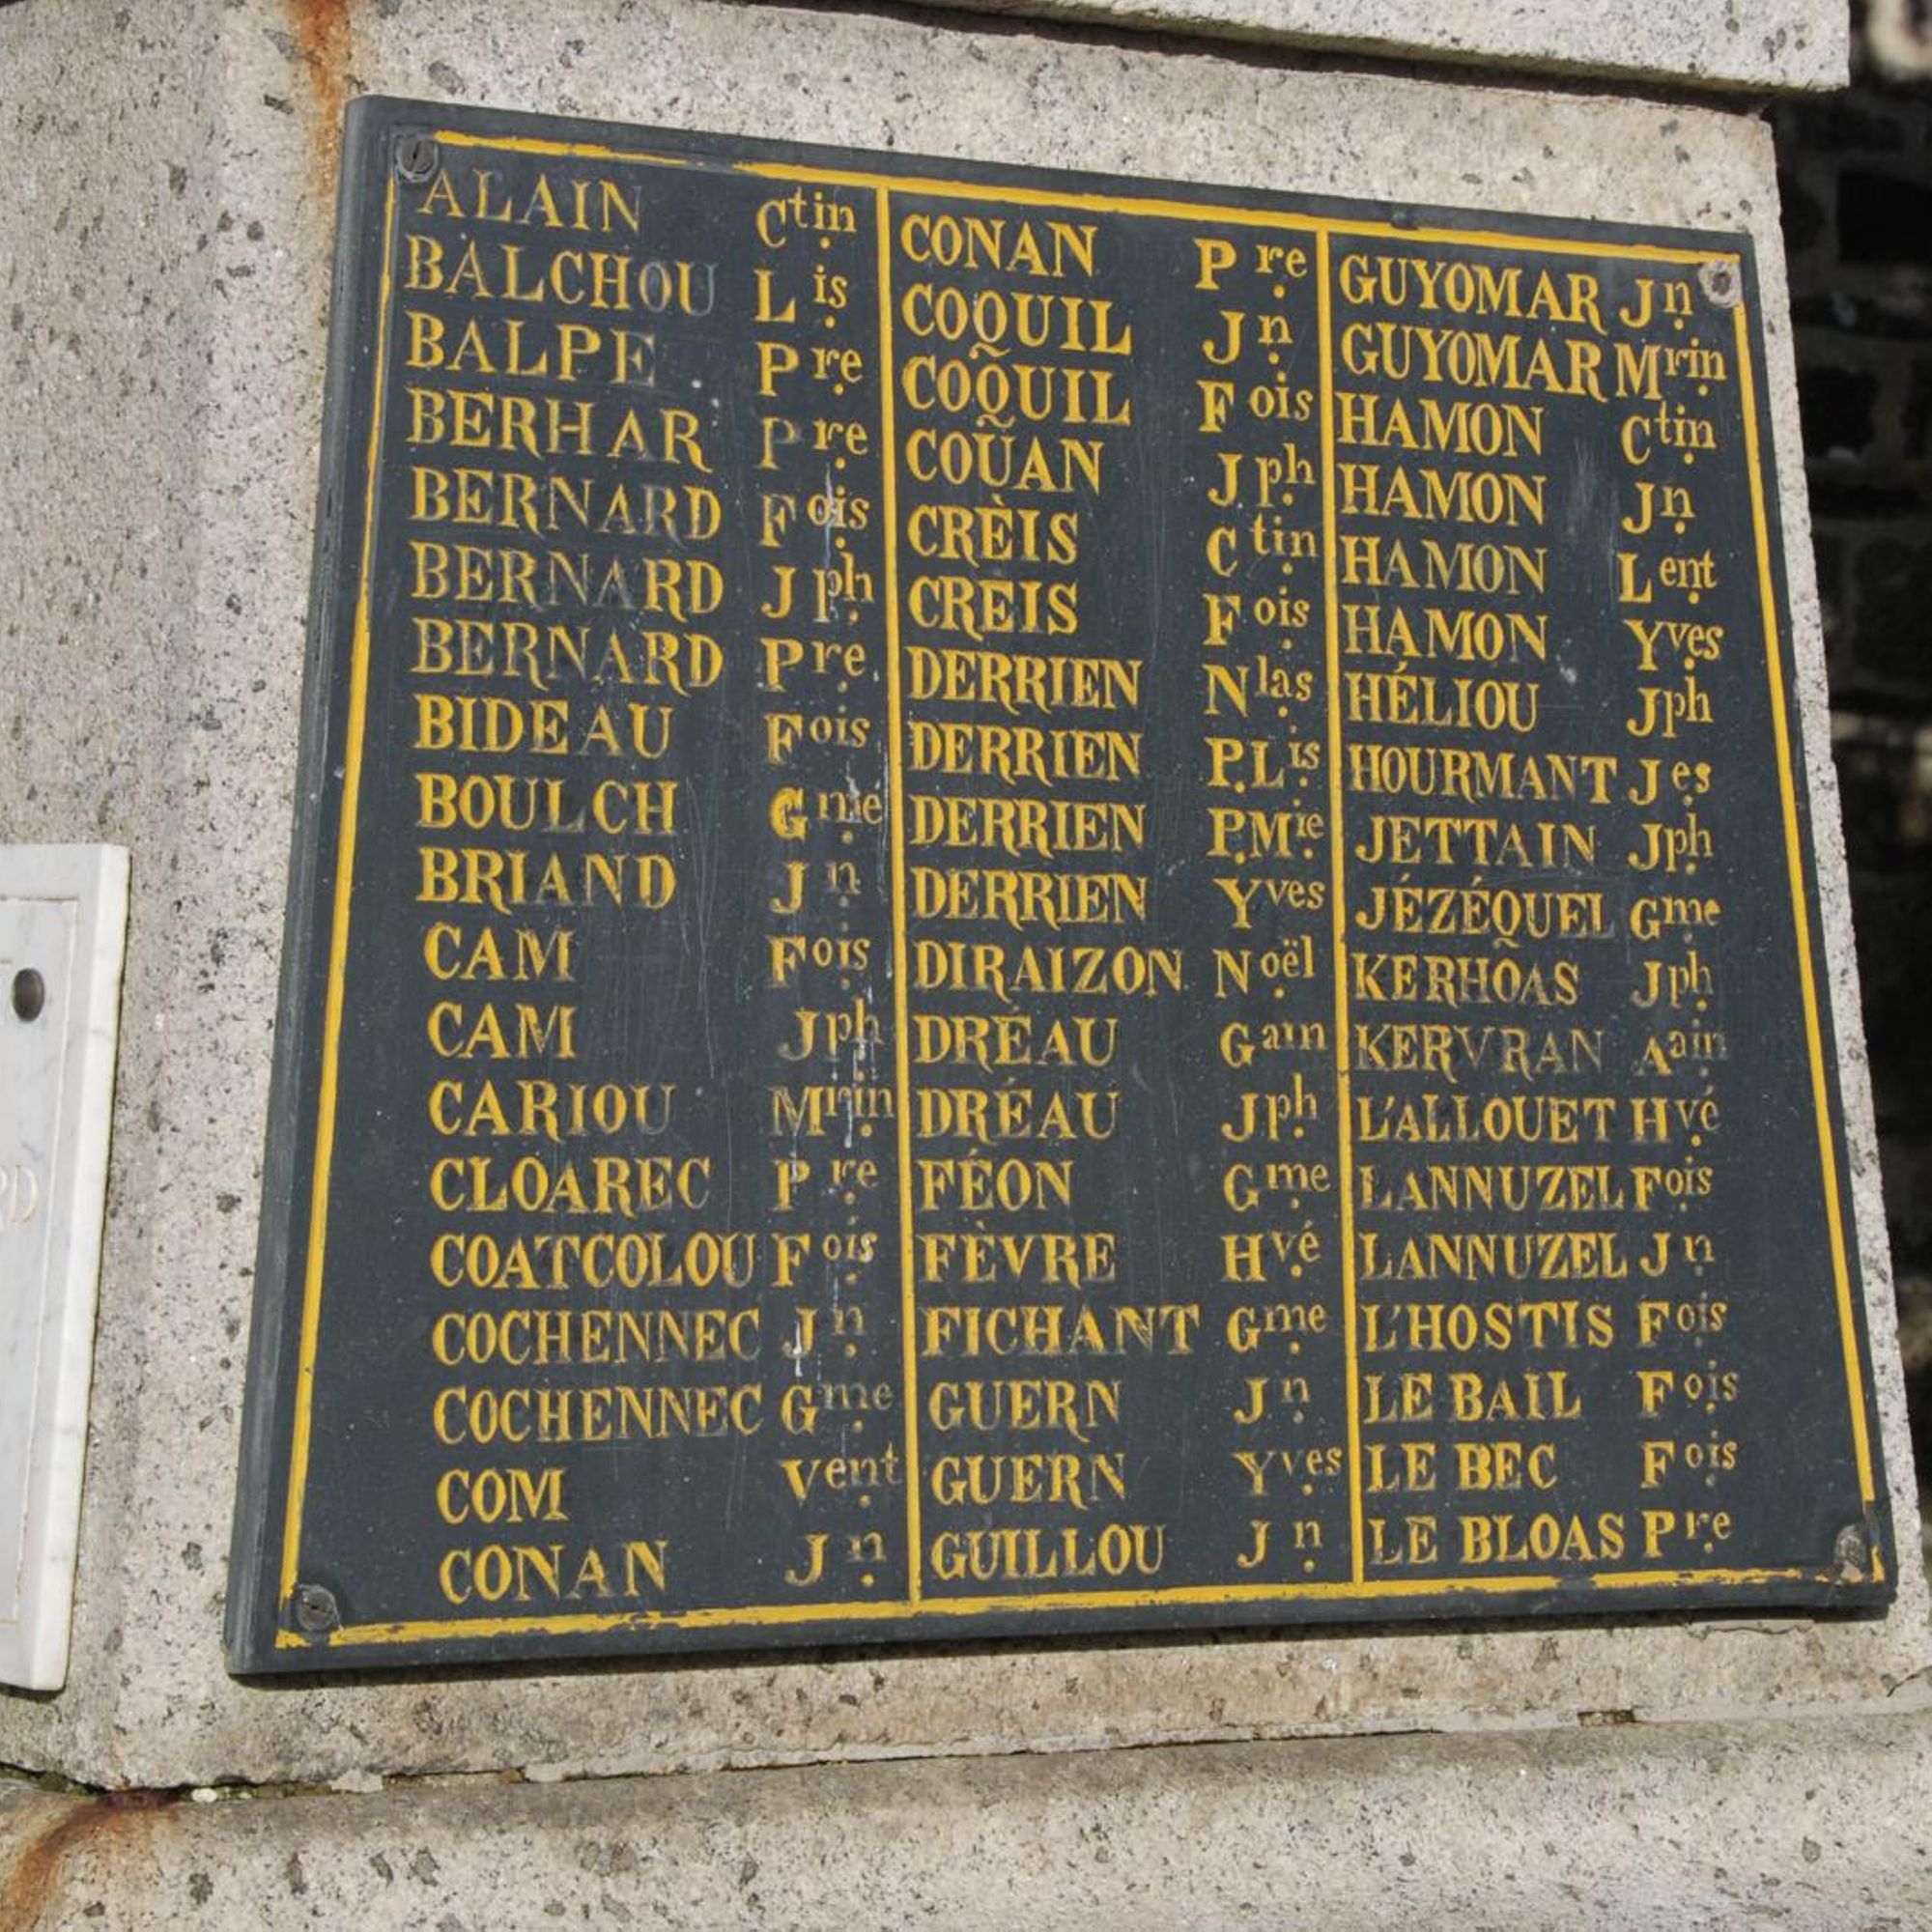 ALAIN Ctin
BALCHOU Lis
BALPE Pre
BERHAR Pre
BERNARD Fois
BERNARD Jph
BERNARD Pre
BIDEAU Fois
BOULCH Gme
BRIAND Jn
CAM Fois
CAM Jph
CARIOU Mrin
CLOAREC Pre
COATCOLOU Fois
COCHENNEC Jn
COCHENNEC Gme
COM Vent
CONAN Jn
CONAN Pre
COQUIL Jn
COQUIL Fois
COÜAN Jph
CRÈIS Ctin
CREIS Fois
DERRIEN Nlas
DERRIEN P.Lis
DERRIEN P.Mie
DERRIEN Yves
DIRAIZON Noël
DRÉAU Gain
DRÉAU Jph
FÉON Gme
FÈVRE Hvé
FICHANT Gme
GUERN Jn
GUERN Yves
GUILLOU Jn
GUYOMAR Jn
GUYOMAR Mrin
HAMON Ctin
HAMON Jn
HAMON Lent
HAMON Yves
HÉLIOU Jph
HOURMANT Jes
JETTAIN Jph
JÉZÉQUEL Gme
KERHOAS Jph
KERVRAN Aain
L'ALLOUET Hvé
LANNUZEL Fois
LANNUZEL Jn
L'HOSTIS Fois
LE BAIL Fois
LE BEC Fois
LE BLOAS Pre